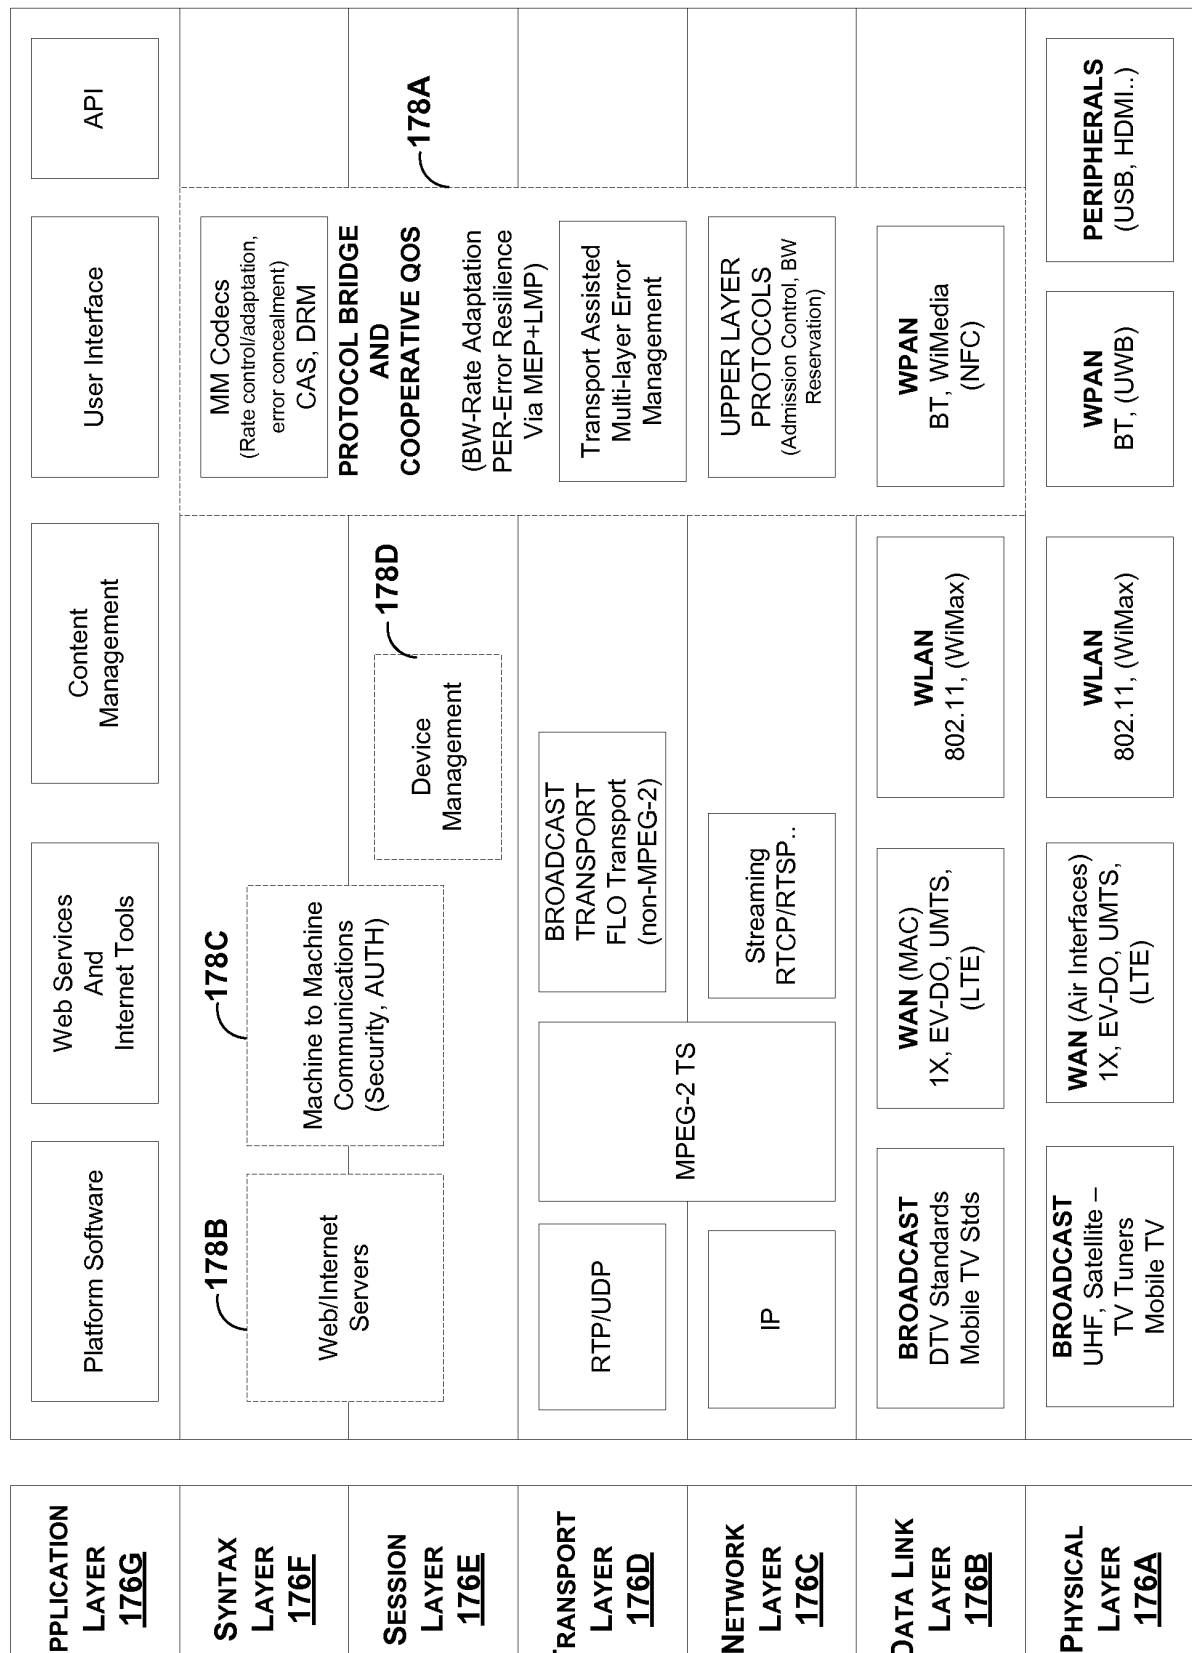 PPLICATION
LAYER
176G
Platform Software
Web Services
And
Internet Tools
Content
Management
User Interface
API
SYNTAX
LAYER
176F
SESSION
LAYER
176E
178B
Web/Internet
Servers
178C
Machine to Machine
Communications
(Security, AUTH)
178D
Device
Management
178A
MM Codecs
(Rate control/adaptation,
error concealment)
CAS, DRM
PROTOCOL BRIDGE
AND
COOPERATIVE QOS
(BW-Rate Adaptation
PER-Error Resilience
Via MEP+LMP)
TRANSPORT
LAYER
176D
RTP/UDP
MPEG-2 TS
BROADCAST
TRANSPORT
FLO Transport
(non-MPEG-2)
Transport Assisted
Multi-layer Error
Management
NETWORK
LAYER
176C
IP
Streaming
RTCP/RTSP..
UPPER LAYER
PROTOCOLS
(Admission Control, BW
Reservation)
DATA LINK
LAYER
176B
BROADCAST
DTV Standards
Mobile TV Stds
WAN (MAC)
1X, EV-DO, UMTS,
(LTE)
WLAN
802.11, (WiMax)
WPAN
BT, WiMedia
(NFC)
PHYSICAL
LAYER
176A
BROADCAST
UHF, Satellite –
TV Tuners
Mobile TV
WAN (Air Interfaces)
1X, EV-DO, UMTS,
(LTE)
WLAN
802.11, (WiMax)
WPAN
BT, (UWB)
PERIPHERALS
(USB, HDMI..)